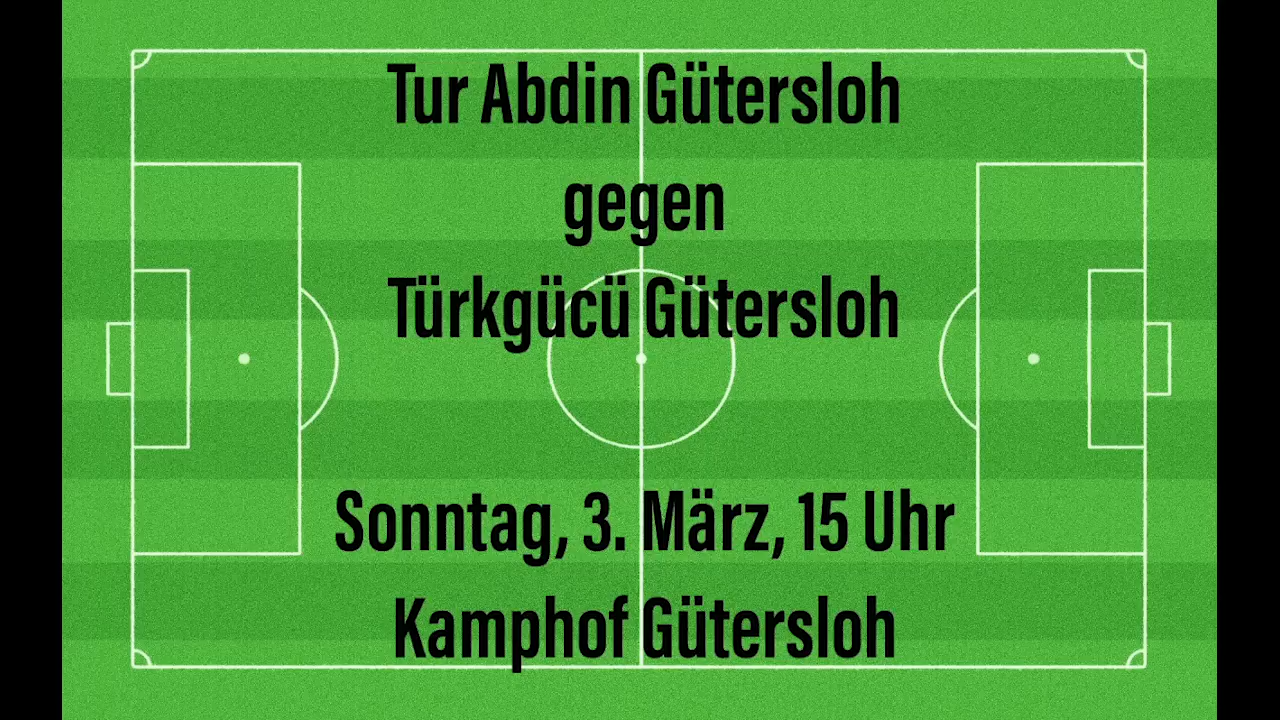 Tur Abdin Gütersloh
gegen
Türkgücü Gütersloh
Sonntag, 3. März, 15 Uhr
Kamphof Gütersloh